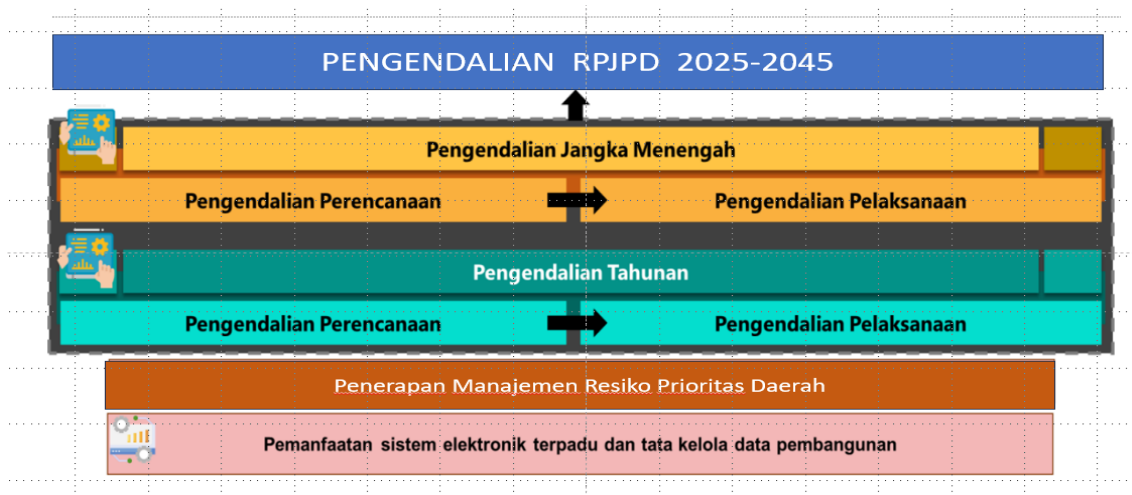 PENGENDALIAN RPJPD 2025-2045
Pengendalian Jangka Menengah
Pengendalian Perencanaan
Pengendalian Pelaksanaan
Pengendalian Tahunan
Pengendalian Perencanaan
Pengendalian Pelaksanaan
Penerapan Manajemen Resiko Prioritas Daerah
Pemanfaatan sistem elektronik terpadu dan tata kelola data pembangunan